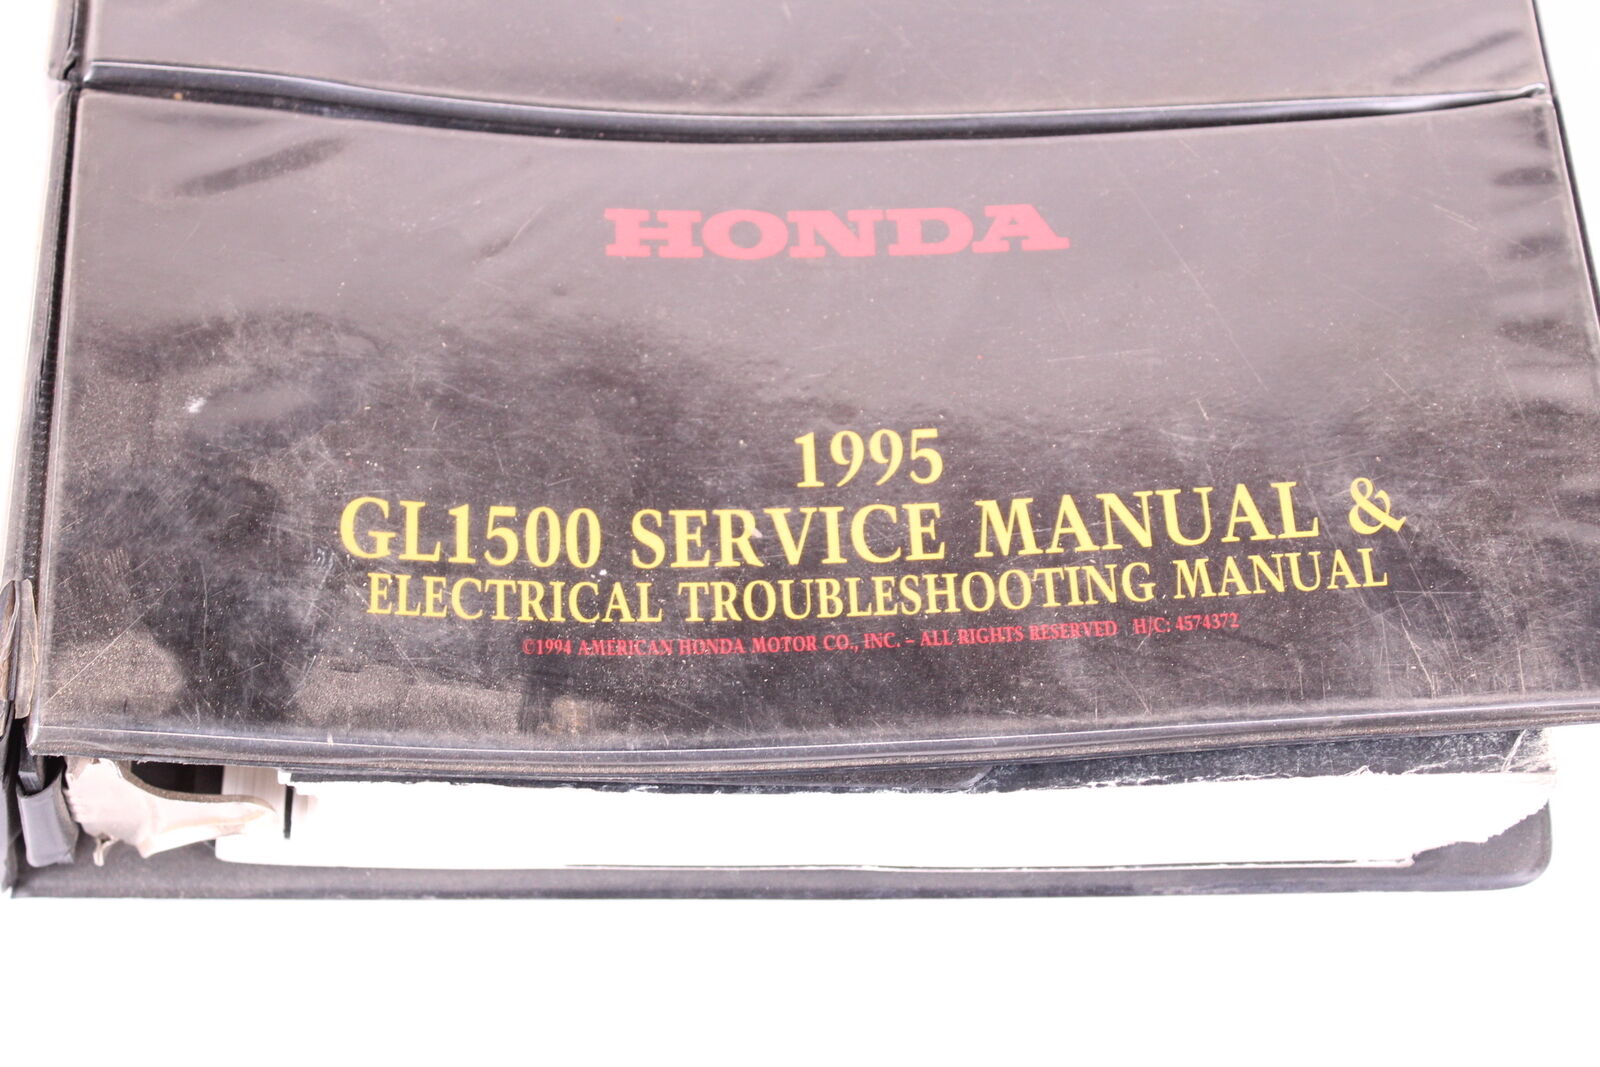 HONDA
1995
GL1500 SERVICE MANUAL &
ELECTRICAL TROUBLESHOOTING MANUAL
©1994 AMERICAN HONDA MOTOR CO., INC. – ALL RIGHTS RESERVED H/C: 4574372